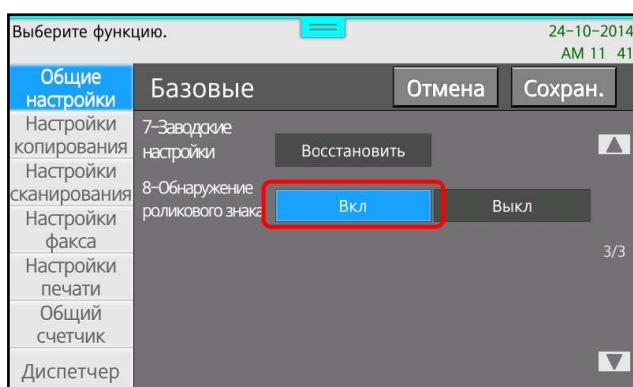 Выберите функцию.
24-10-2014
AM 11 41
Общие
настройки
Базовые
Отмена
Сохран.
Настройки
копирования
Настройки
сканирования
Настройки
факса
Настройки
печати
Общий
счетчик
Диспетчер
7-Заводские
настройки
Восстановить
8-Обнаружение
роликового знака
Вкл
Выкл
3/3